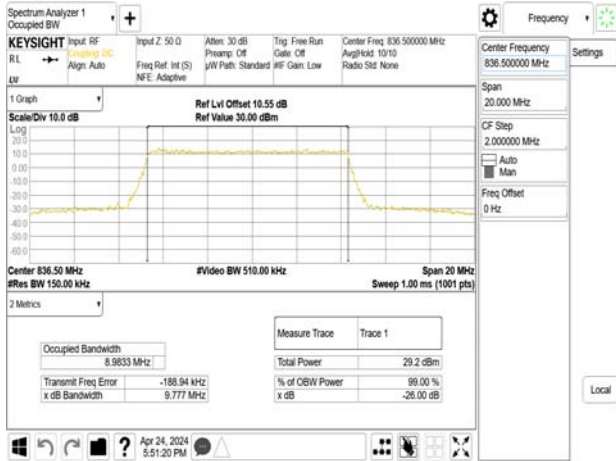 Spectrum Analyzer 1
Occupied BW
+
Frequency
KEYSIGHT
RL
Input: RF
Coupling: DC
Align: Auto
Input Z: 50 Ω
Freq Ref: Int (S)
NFE: Adaptive
Atten: 30 dB
Preamp: Off
µW Path: Standard
Trig: Free Run
Gate: Off
#IF Gain: Low
Center Freq: 836.500000 MHz
Avg|Hold: 10/10
Radio Std: None
Center Frequency
836.500000 MHz
Settings
Span
20.000 MHz
CF Step
2.000000 MHz
Auto
Man
Freq Offset
0 Hz
Local
1 Graph
Scale/Div 10.0 dB
Ref Lvl Offset 10.55 dB
Ref Value 30.00 dBm
Log
20.0
10.0
0.00
-10.0
-20.0
-30.0
-40.0
-50.0
-60.0
Center 836.50 MHz
#Res BW 150.00 kHz
#Video BW 510.00 kHz
Span 20 MHz
Sweep 1.00 ms (1001 pts)
2 Metrics
Measure Trace
Trace 1
Occupied Bandwidth
8.9833 MHz
Total Power
29.2 dBm
Transmit Freq Error
-188.94 kHz
% of OBW Power
99.00 %
x dB Bandwidth
9.777 MHz
x dB
-26.00 dB
?
Apr 24, 2024
5:51:20 PM